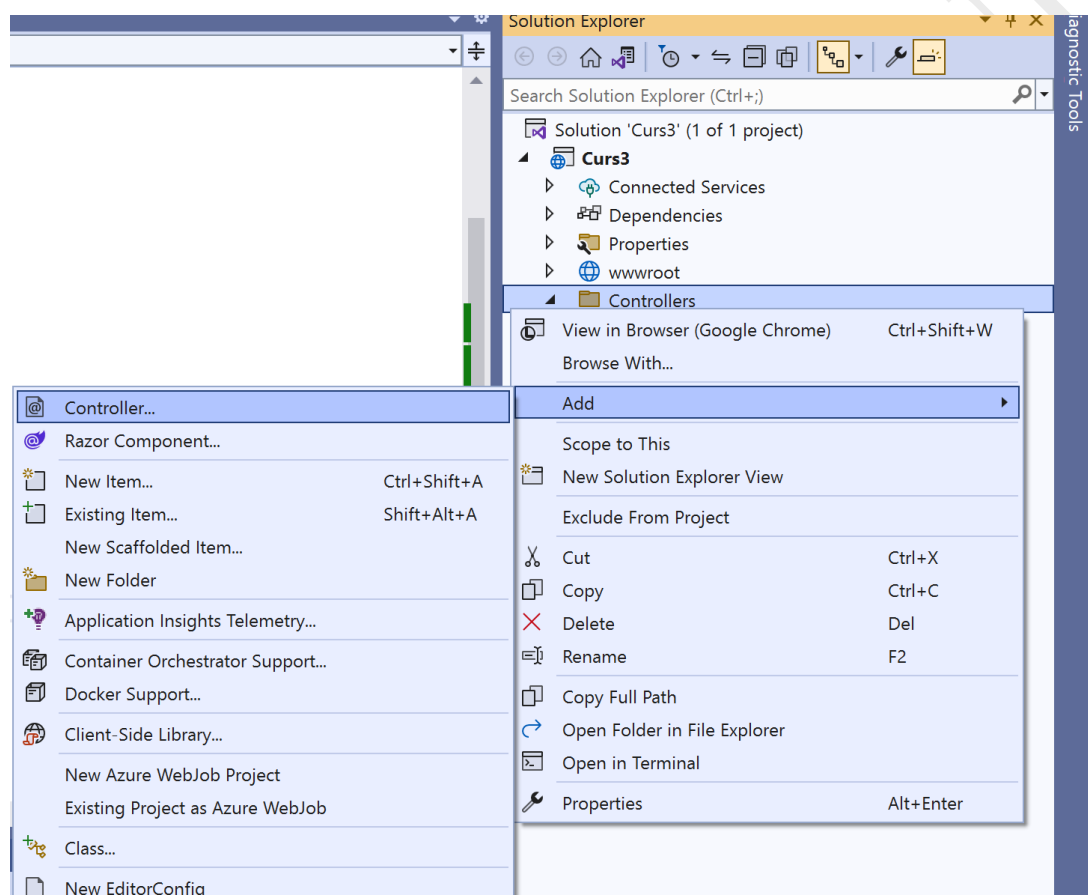 Solution Explorer
Search Solution Explorer (Ctrl+;)
Solution 'Curs3' (1 of 1 project)
Curs3
Connected Services
Dependencies
Properties
wwwroot
Controllers
View in Browser (Google Chrome) Ctrl+Shift+W
Browse With...
Add
Scope to This
New Solution Explorer View
Exclude From Project
Cut Ctrl+X
Copy Ctrl+C
Delete Del
Rename F2
Copy Full Path
Open Folder in File Explorer
Open in Terminal
Properties Alt+Enter
Controller...
Razor Component...
New Item... Ctrl+Shift+A
Existing Item... Shift+Alt+A
New Scaffolded Item...
New Folder
Application Insights Telemetry...
Container Orchestrator Support...
Docker Support...
Client-Side Library...
New Azure WebJob Project
Existing Project as Azure WebJob
Class...
New EditorConfig
iagnostic Tools